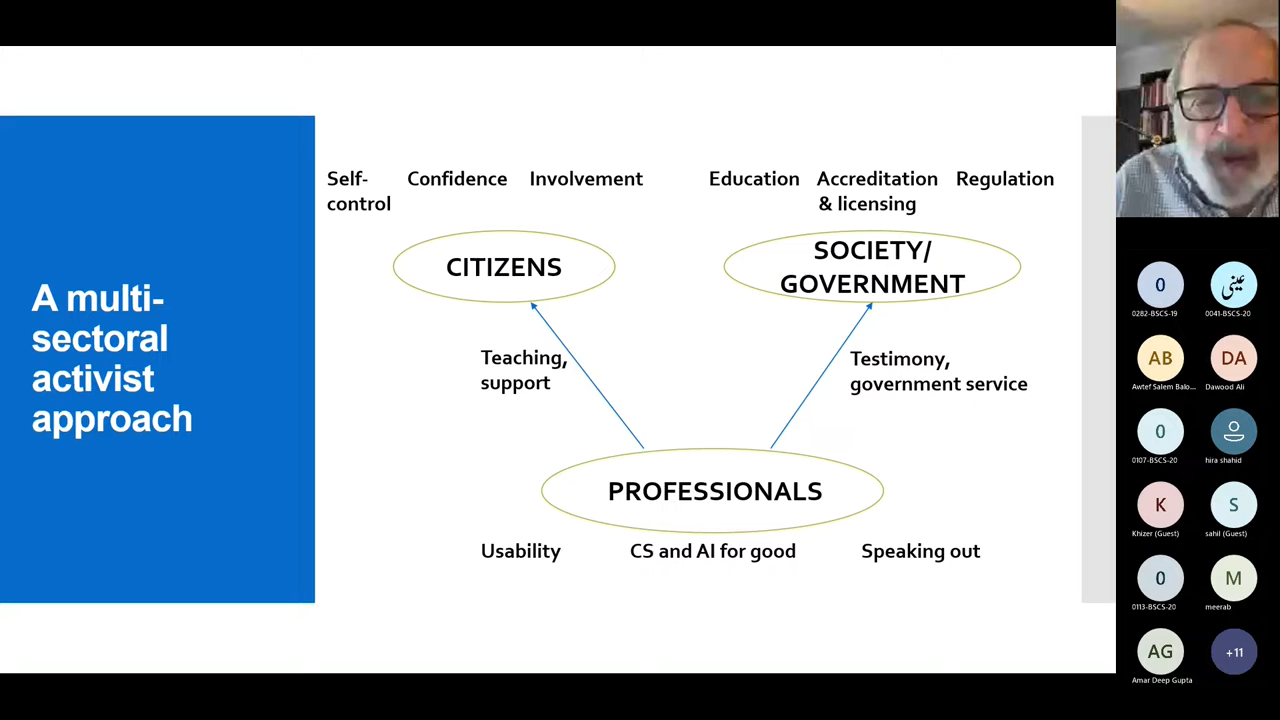 A multi-
sectoral
activist
approach
Self-
control
Confidence
Involvement
Education
Accreditation
& licensing
Regulation
CITIZENS
SOCIETY/
GOVERNMENT
Teaching,
support
Testimony,
government service
PROFESSIONALS
Usability
CS and AI for good
Speaking out
O
عینی
0282-BSCS-19
0041-BSCS-20
AB
DA
Awtef Salem Balo...
Dawood Ali
0
0107-BSCS-20
hira shahid
K
S
Khizer (Guest)
sahil (Guest)
0
M
0113-BSCS-20
meerab
AG
+11
Amar Deep Gupta